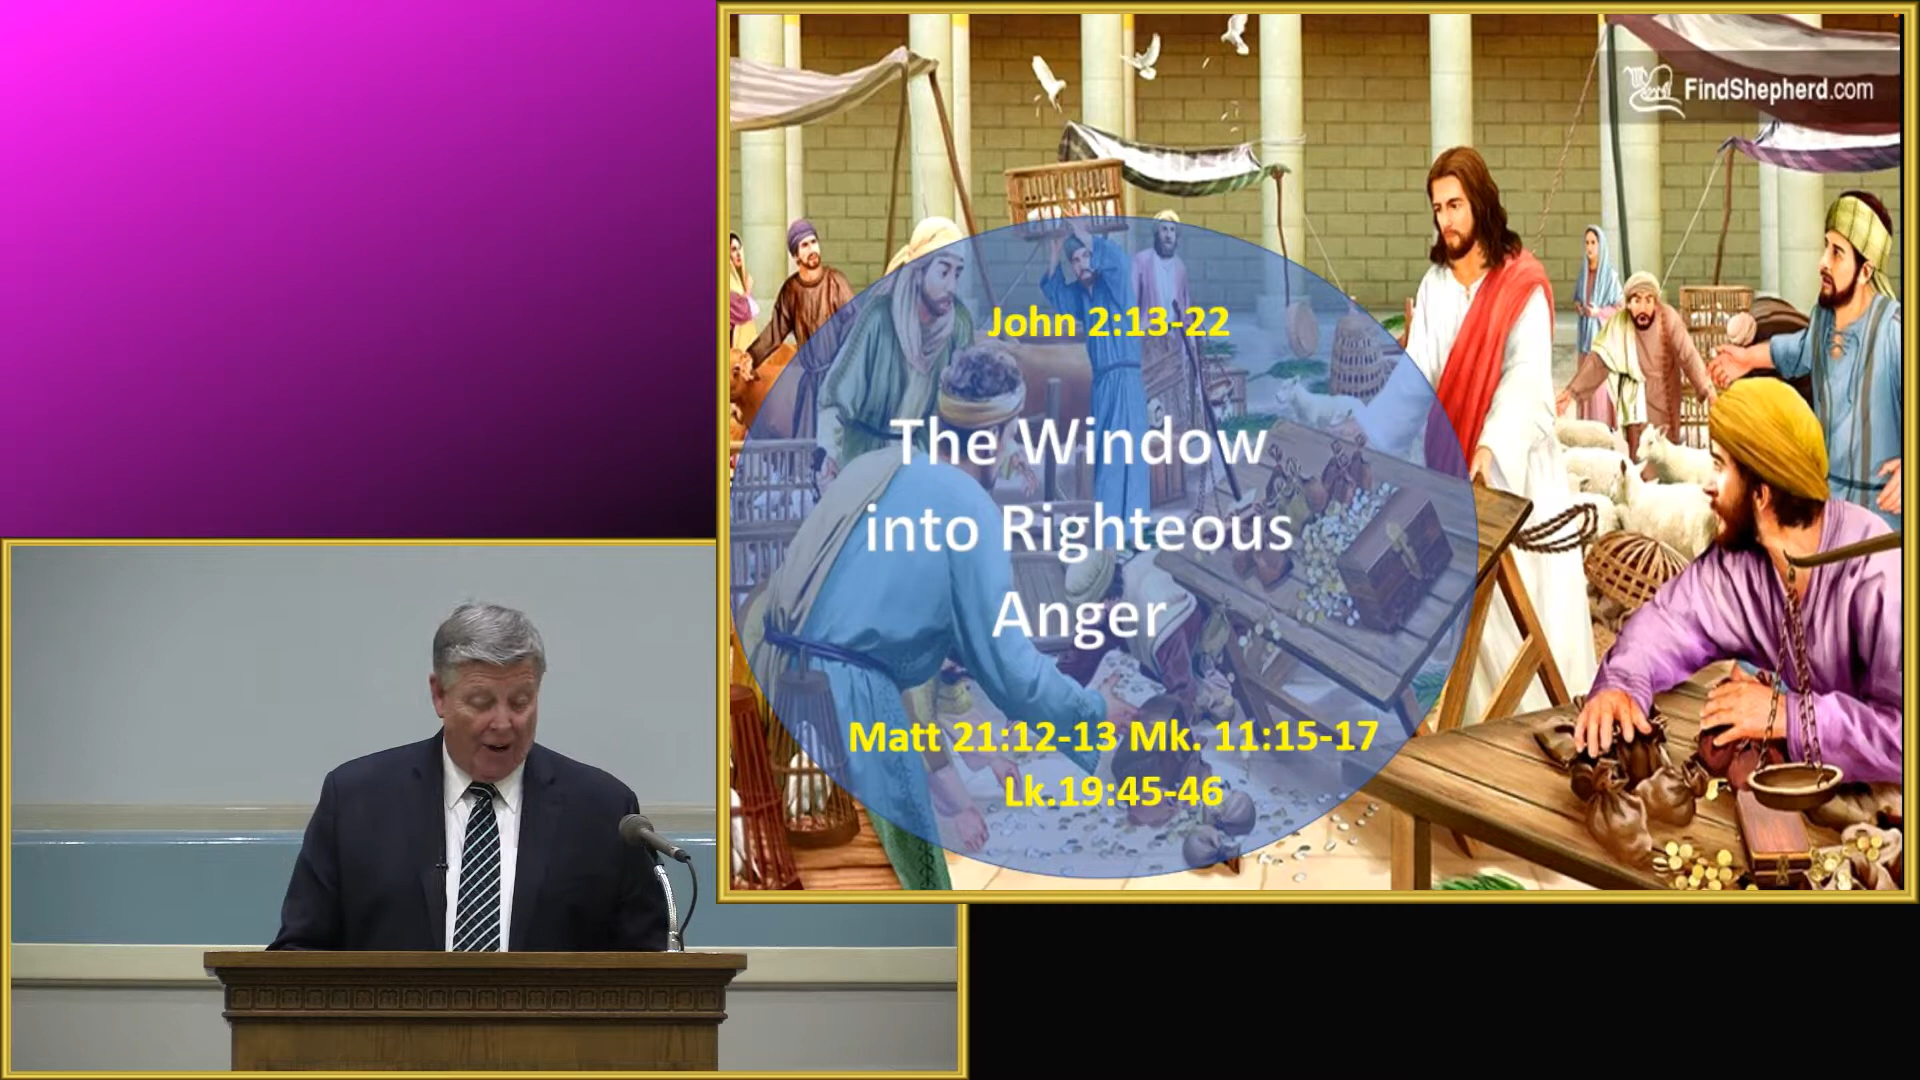 FindShepherd.com
John 2:13-22
The Window
into Righteous
Anger
Matt 21:12-13 Mk. 11:15-17
Lk.19:45-46